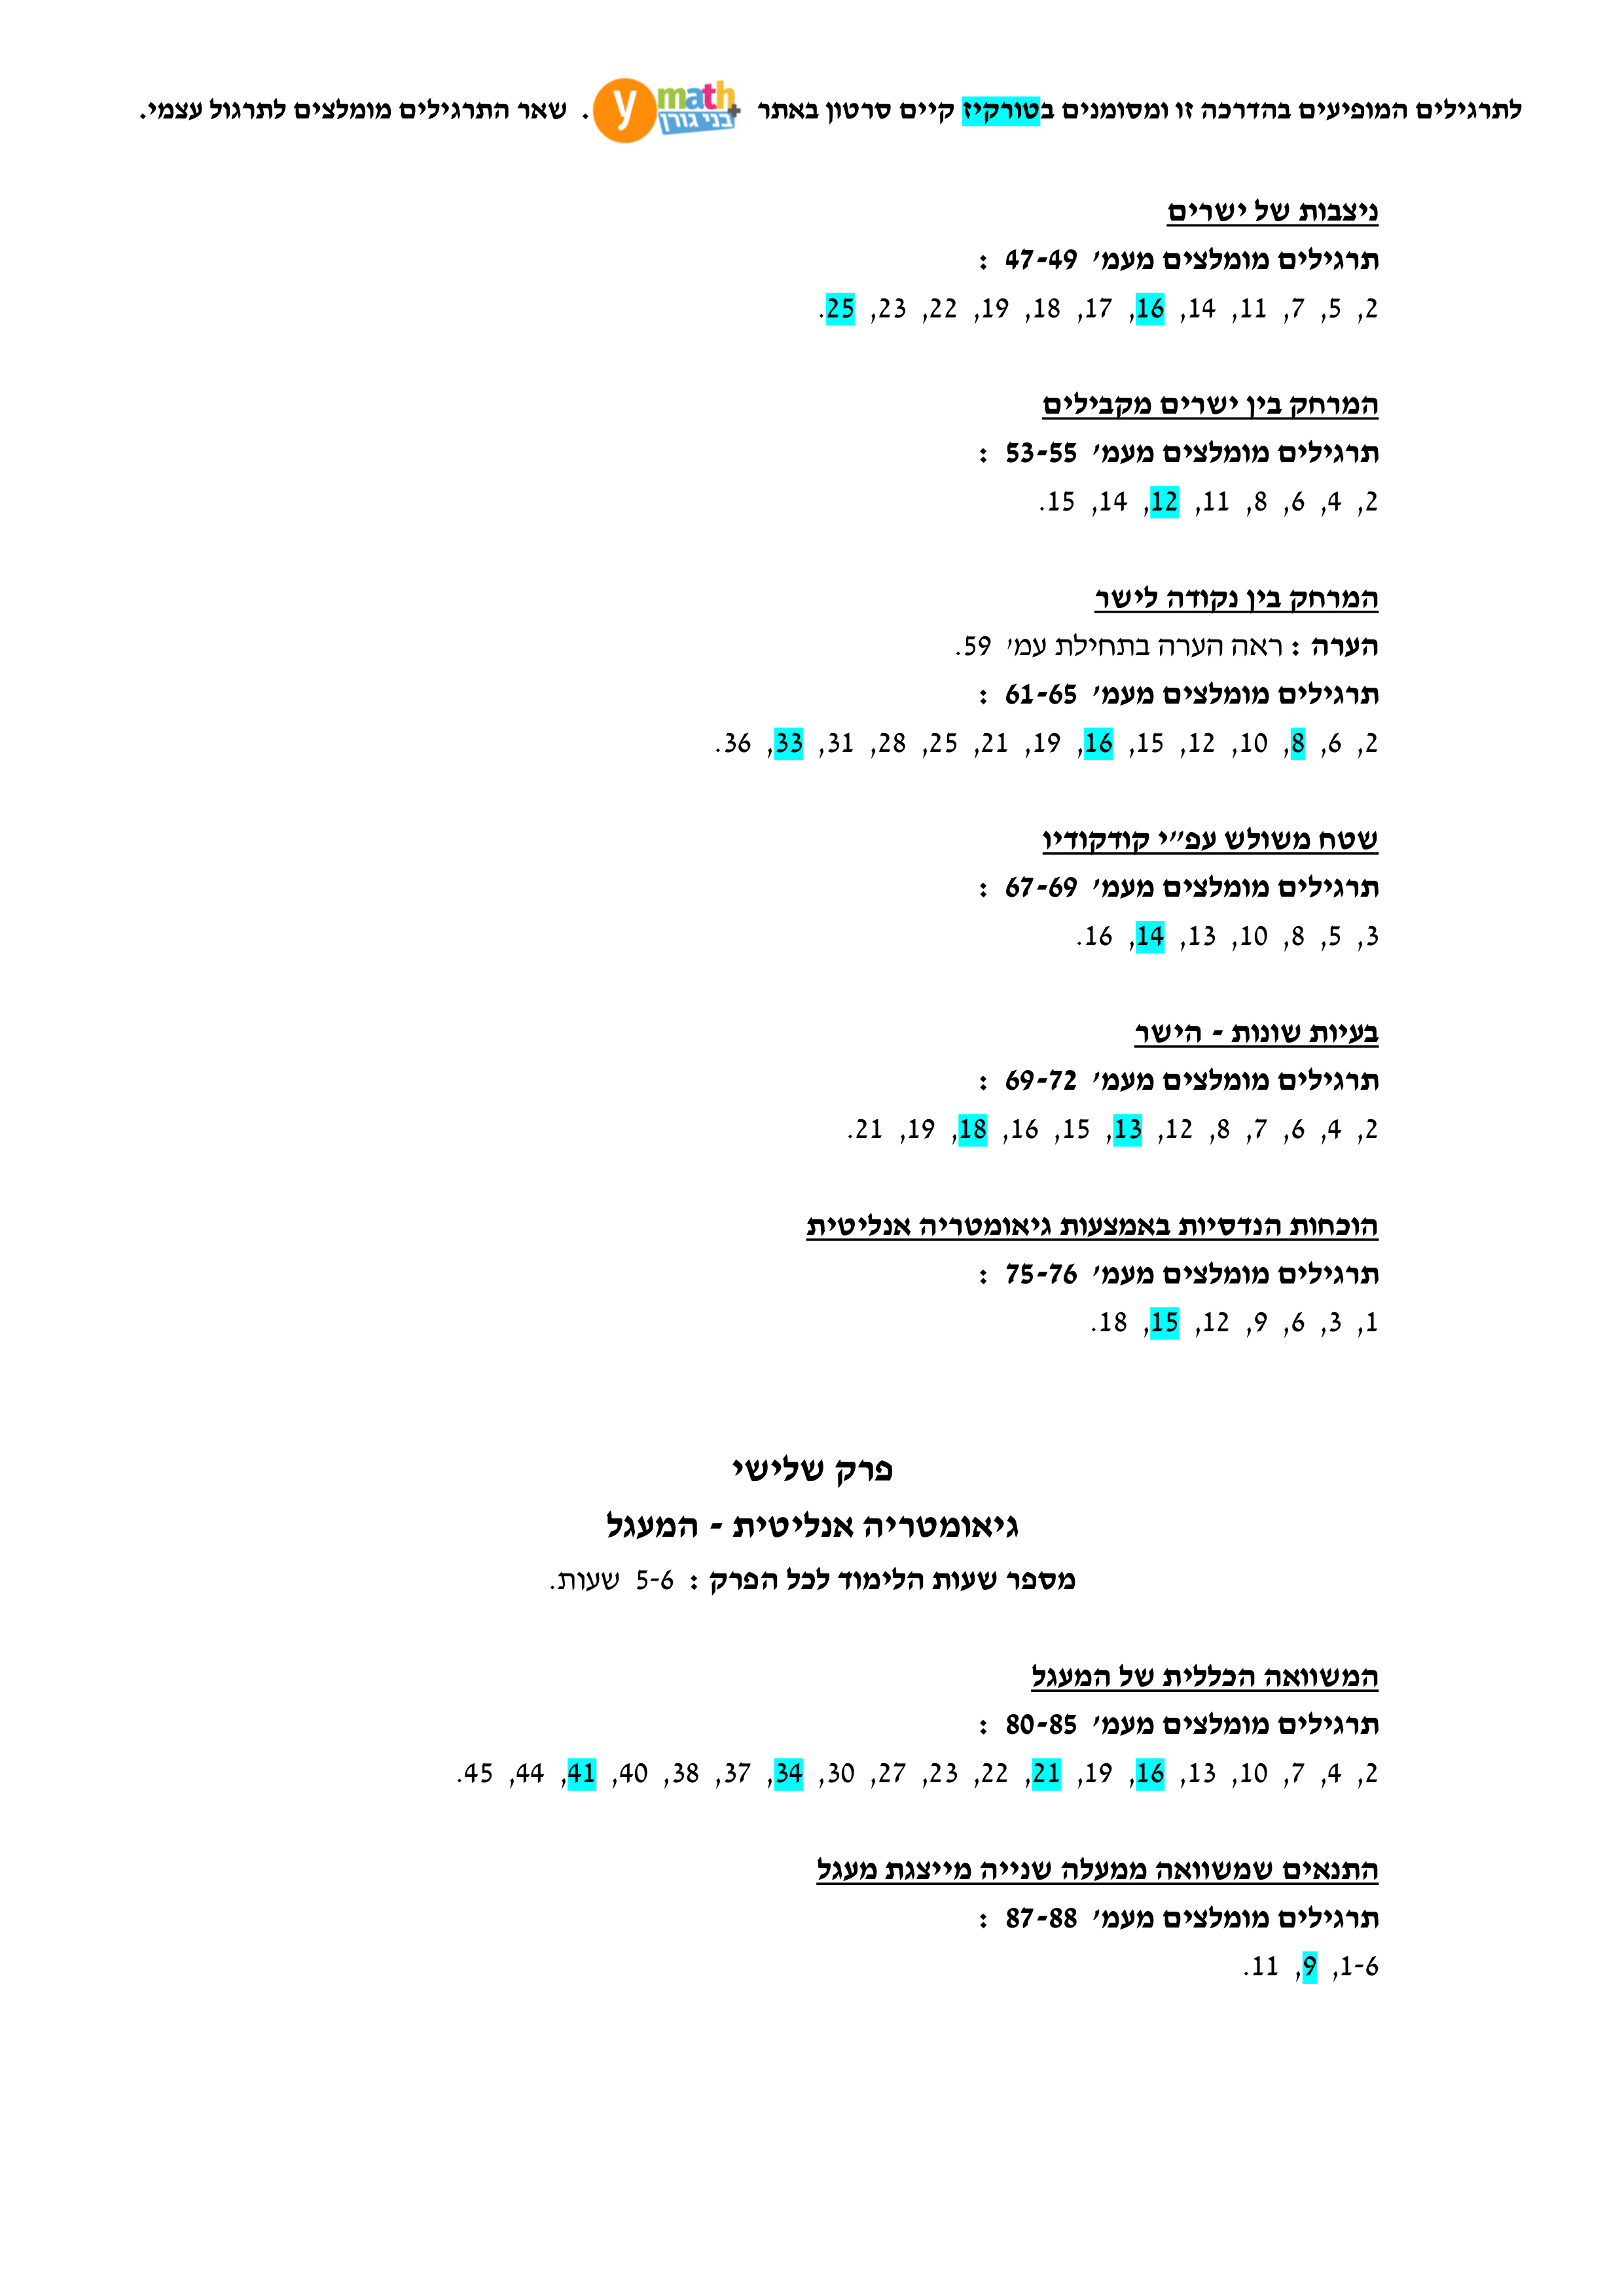 לתרגילים המופיעים בהדרכה זו ומסומנים בטורקיז קיים סרטון באתר y math+ בני גורן . שאר התרגילים מומלצים לתרגול עצמי.
ניצבות של ישרים
תרגילים מומלצים מעמ' 47-49 :
2, 5, 7, 11, 14, 16, 17, 18, 19, 22, 23, 25.
המרחק בין ישרים מקבילים
תרגילים מומלצים מעמ' 53-55 :
2, 4, 6, 8, 11, 12, 14, 15.
המרחק בין נקודה לישר
הערה : ראה הערה בתחילת עמ' 59.
תרגילים מומלצים מעמ' 61-65 :
2, 6, 8, 10, 12, 15, 16, 19, 21, 25, 28, 31, 33, 36.
שטח משולש עפ"י קודקודיו
תרגילים מומלצים מעמ' 67-69 :
3, 5, 8, 10, 13, 14, 16.
בעיות שונות - הישר
תרגילים מומלצים מעמ' 69-72 :
2, 4, 6, 7, 8, 12, 13, 15, 16, 18, 19, 21.
הוכחות הנדסיות באמצעות גיאומטריה אנליטית
תרגילים מומלצים מעמ' 75-76 :
1, 3, 6, 9, 12, 15, 18.
פרק שלישי
גיאומטריה אנליטית - המעגל
מספר שעות הלימוד לכל הפרק : 5-6 שעות.
המשוואה הכללית של המעגל
תרגילים מומלצים מעמ' 80-85 :
2, 4, 7, 10, 13, 16, 19, 21, 22, 23, 27, 30, 34, 37, 38, 40, 41, 44, 45.
התנאים שמשוואה ממעלה שנייה מייצגת מעגל
תרגילים מומלצים מעמ' 87-88 :
1-6, 9, 11.